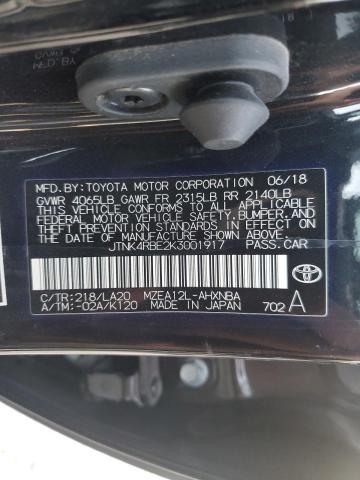 MFD.BY:TOYOTA MOTOR CORPORATION 06/18
GVWR 4065LB GAWR FR 2315LB RR 2140LB
THIS VEHICLE CONFORMS TO ALL APPLICABLE
FEDERAL MOTOR VEHICLE SAFETY,BUMPER,AND
THEFT PREVENTION STANDARDS IN EFFECT ON
THE DATE OF MANUFACTURE SHOWN ABOVE.
JTNK4RBE2K3001917 PASS.CAR
C/TR:218/LA20 MZEA12L-AHXNBA
A/TM:-02A/K120 MADE IN JAPAN 702 A
TOYOTA